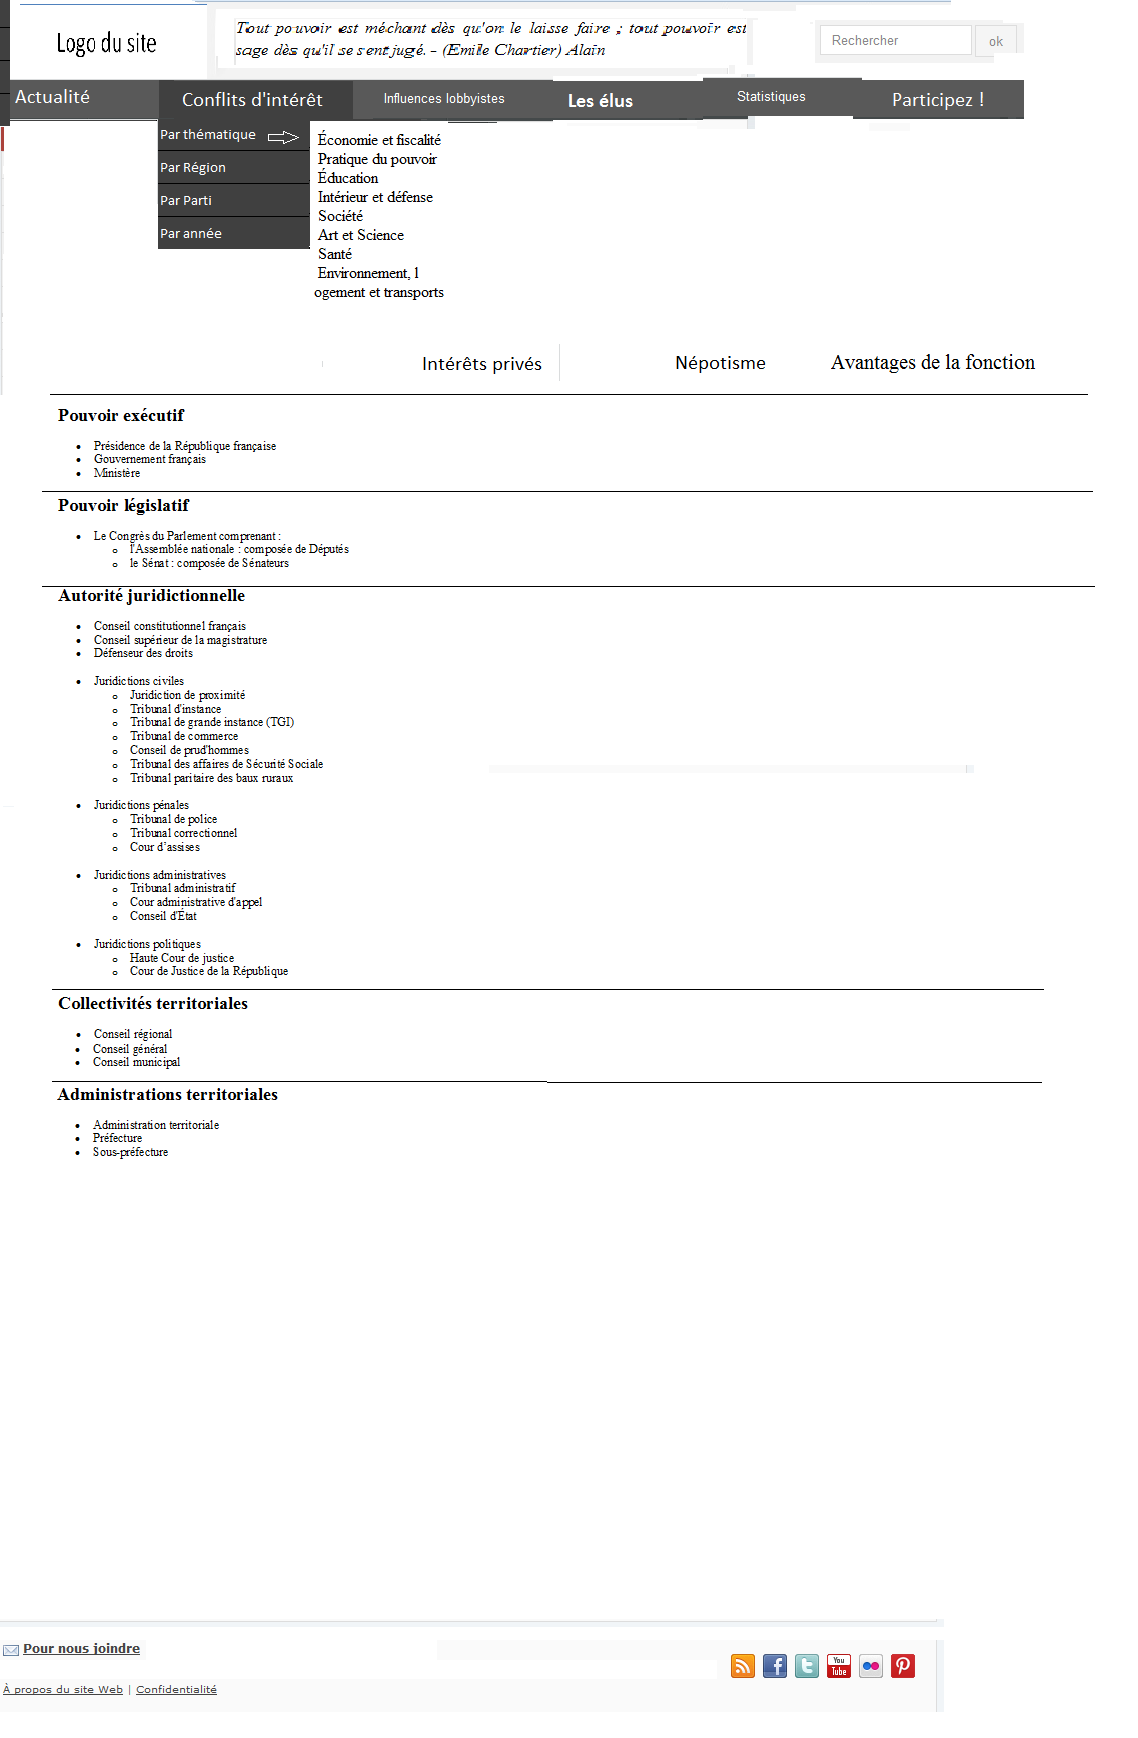 Logo du site
Tout pouvoir est méchant dès qu'on le laisse faire ; tout pouvoir est
sage dès qu'il se sent jugé. - (Emile Chartier) Alain
Rechercher
ok
Actualité
Conflits d'intérêt
Influences lobbyistes
Les élus
Statistiques
Participez !
Par thématique
Par Région
Par Parti
Par année
Économie et fiscalité
Pratique du pouvoir
Éducation
Intérieur et défense
Société
Art et Science
Santé
Environnement, l
ogement et transports
Intérêts privés
Népotisme
Avantages de la fonction
Pouvoir exécutif
Présidence de la République française
Gouvernement français
Ministère
Pouvoir législatif
Le Congrès du Parlement comprenant :
l'Assemblée nationale : composée de Députés
le Sénat : composée de Sénateurs
Autorité juridictionnelle
Conseil constitutionnel français
Conseil supérieur de la magistrature
Défenseur des droits
Juridictions civiles
Juridiction de proximité
Tribunal d'instance
Tribunal de grande instance (TGI)
Tribunal de commerce
Conseil de prud'hommes
Tribunal des affaires de Sécurité Sociale
Tribunal paritaire des baux ruraux
Juridictions pénales
Tribunal de police
Tribunal correctionnel
Cour d’assises
Juridictions administratives
Tribunal administratif
Cour administrative d'appel
Conseil d'État
Juridictions politiques
Haute Cour de justice
Cour de Justice de la République
Collectivités territoriales
Conseil régional
Conseil général
Conseil municipal
Administrations territoriales
Administration territoriale
Préfecture
Sous-préfecture
Pour nous joindre
You
Tube
À propos du site Web | Confidentialité